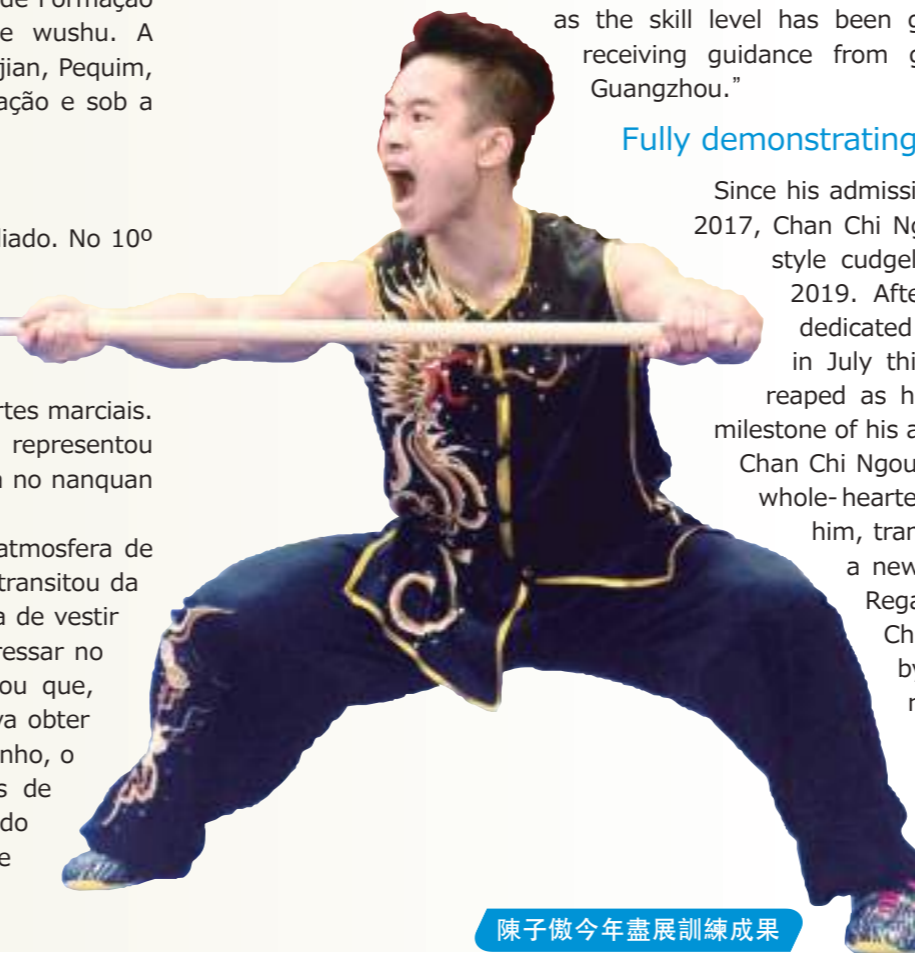 de Formação
e wushu. A
jian, Pequim,
ação e sob a
liado. No 10º
rtes marciais.
representou
no nanquan
atmosfera de
transitou da
a de vestir
ressar no
ou que,
va obter
nho, o
s de
do
e
as the skill level has been g
receiving guidance from g
Guangzhou.”
Fully demonstrating
Since his admissi
2017, Chan Chi Ng
style cudgel
2019. Afte
dedicated
in July thi
reaped as h
milestone of his a
Chan Chi Ngou
whole-hearte
him, tran
a new
Rega
Ch
by
陳子傲今年盡展訓練成果